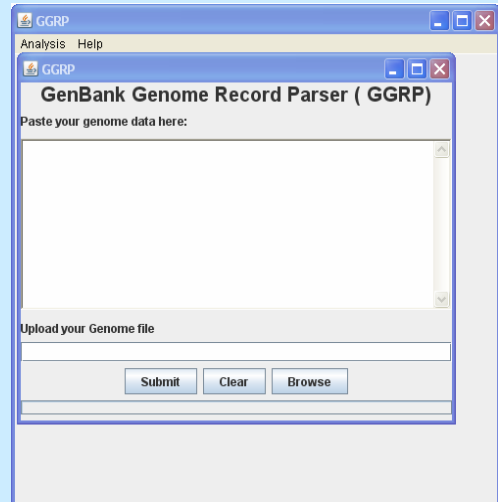 GGRP
Analysis Help
GGRP
GenBank Genome Record Parser ( GGRP)
Paste your genome data here:
Upload your Genome file
Submit Clear Browse